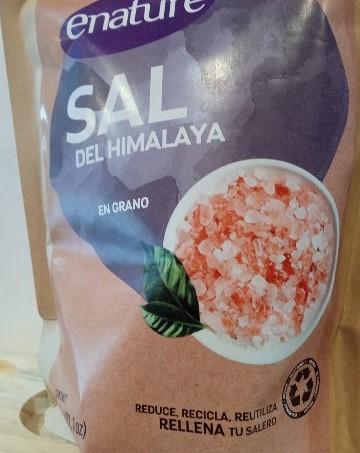 enature
SAL
DEL HIMALAYA
EN GRANO
REDUCE, RECICLA, REUTILIZA
RELLENA TU SALERO